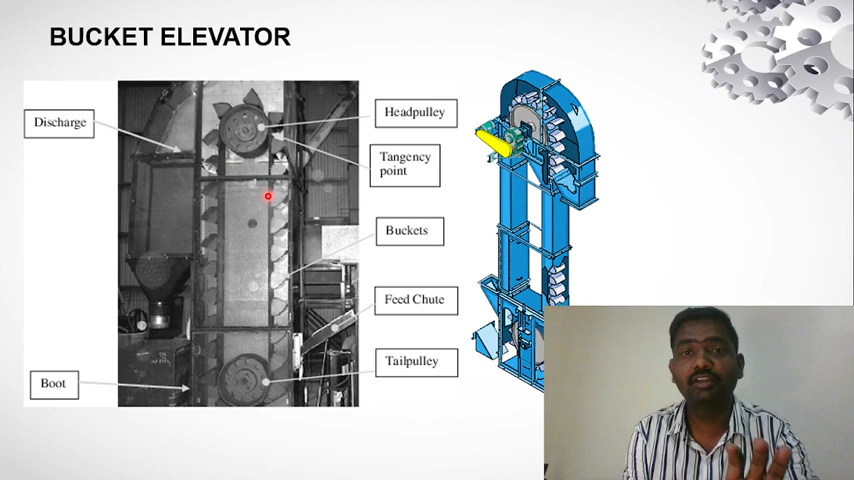 BUCKET ELEVATOR
Discharge
Headpulley
Tangency
point
Buckets
Feed Chute
Tailpulley
Boot